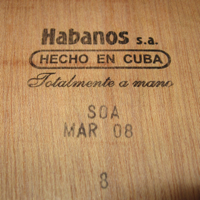 Habanos s.a.
HECHO EN CUBA
Totalmente a mano
SOA
MAR 08
8